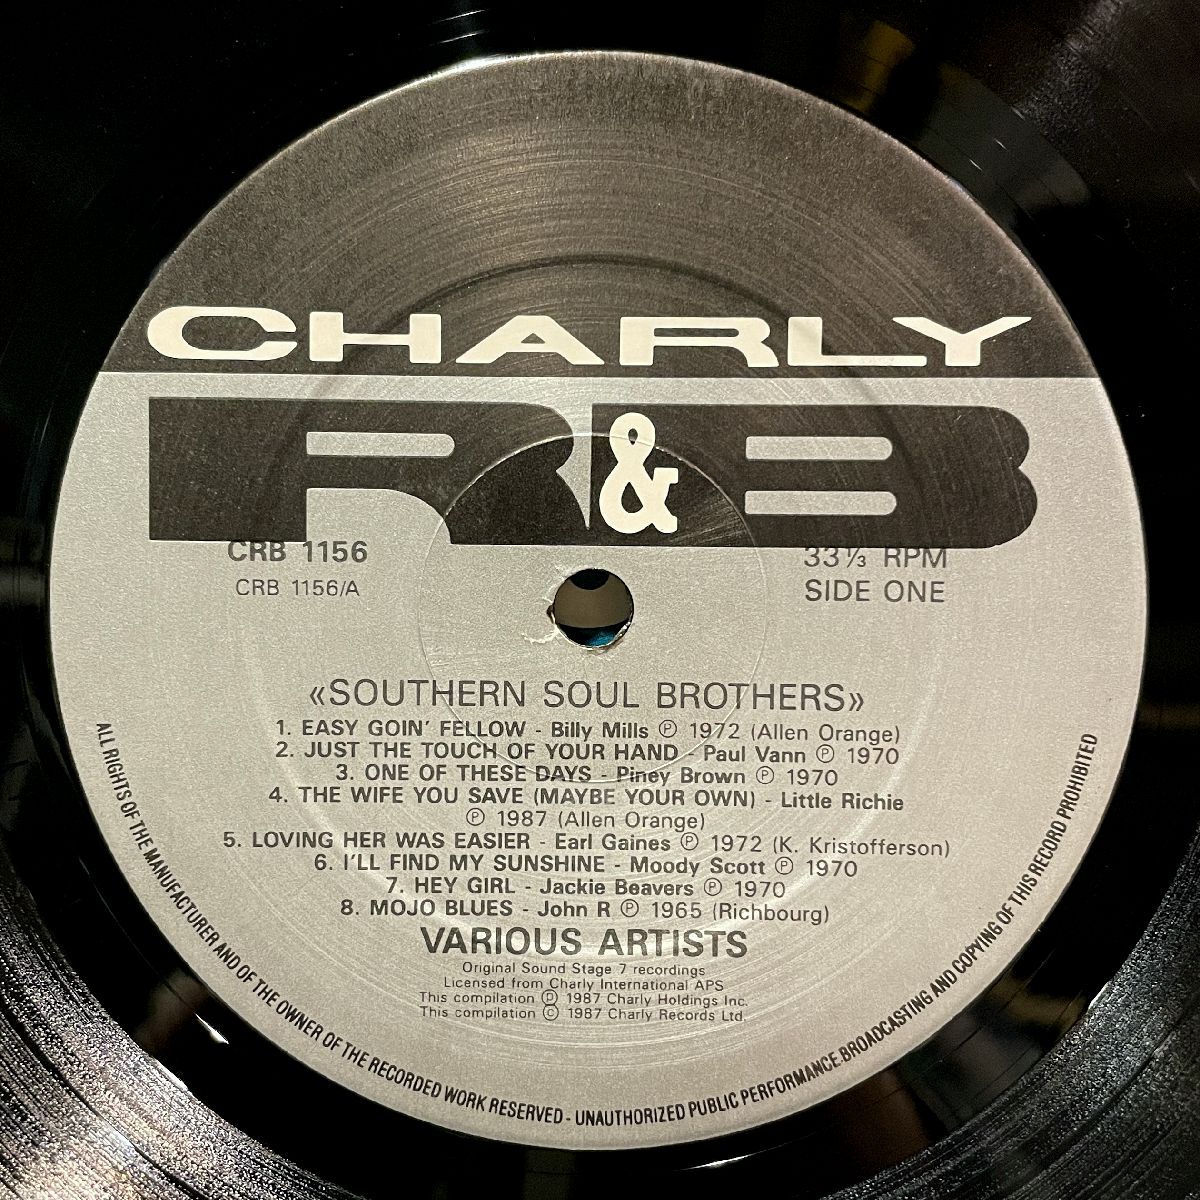 CHARLY
R&B
CRB 1156
CRB 1156/A
33⅓ RPM
SIDE ONE
«SOUTHERN SOUL BROTHERS»
1. EASY GOIN' FELLOW - Billy Mills ℗ 1972 (Allen Orange)
2. JUST THE TOUCH OF YOUR HAND - Paul Vann ℗ 1970
3. ONE OF THESE DAYS - Piney Brown ℗ 1970
4. THE WIFE YOU SAVE (MAYBE YOUR OWN) - Little Richie
℗ 1987 (Allen Orange)
5. LOVING HER WAS EASIER - Earl Gaines ℗ 1972 (K. Kristofferson)
6. I'LL FIND MY SUNSHINE - Moody Scott ℗ 1970
7. HEY GIRL - Jackie Beavers ℗ 1970
8. MOJO BLUES - John R ℗ 1965 (Richbourg)
VARIOUS ARTISTS
Original Sound Stage 7 recordings
Licensed from Charly International APS
This compilation ℗ 1987 Charly Holdings Inc.
This compilation © 1987 Charly Records Ltd.
ALL RIGHTS OF THE MANUFACTURER AND OF THE OWNER OF THE RECORDED WORK RESERVED - UNAUTHORIZED PUBLIC PERFORMANCE.BROADCASTING AND COPYING OF THIS RECORD PROHIBITED